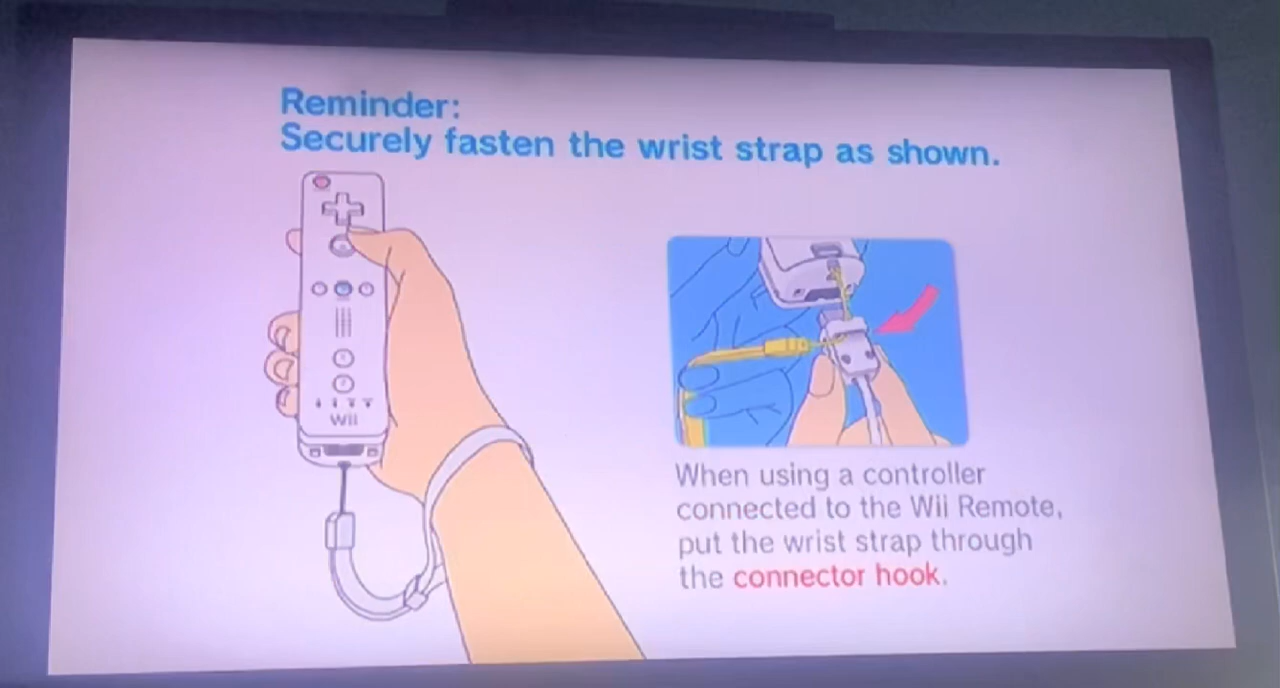 Reminder:
Securely fasten the wrist strap as shown.
Wii
When using a controller
connected to the Wii Remote,
put the wrist strap through
the connector hook.